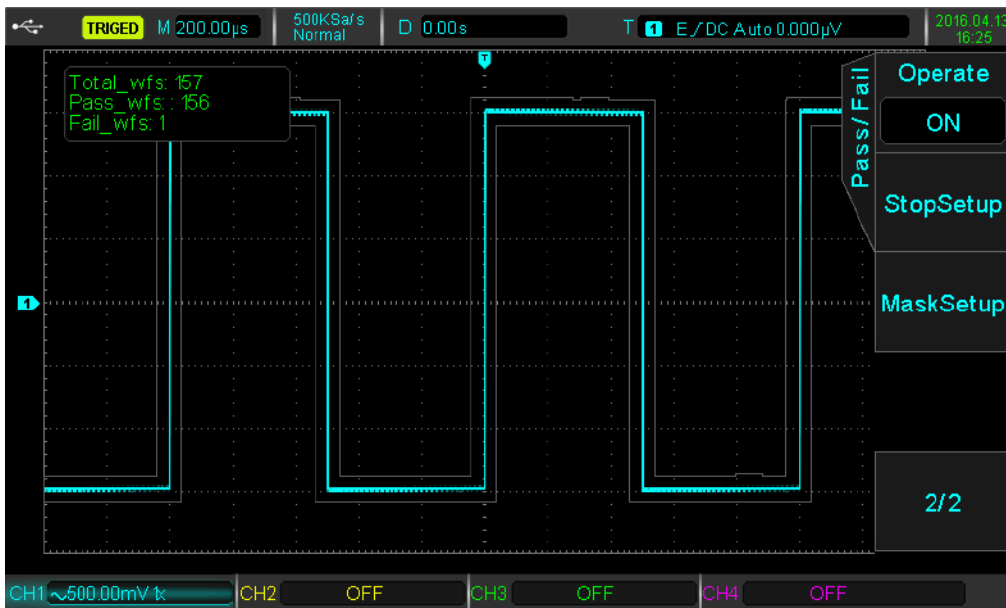 TRIGED M 200.00µs 500KSa/s Normal D 0.00s T 1 E／DC Auto 0.000µV 2016.04.13 16:25
T
Total_wfs: 157
Pass_wfs: : 156
Fail_wfs: 1
Pass/Fail
Operate
ON
StopSetup
1
MaskSetup
2/2
CH1 500.00mV 1x CH2 OFF CH3 OFF CH4 OFF